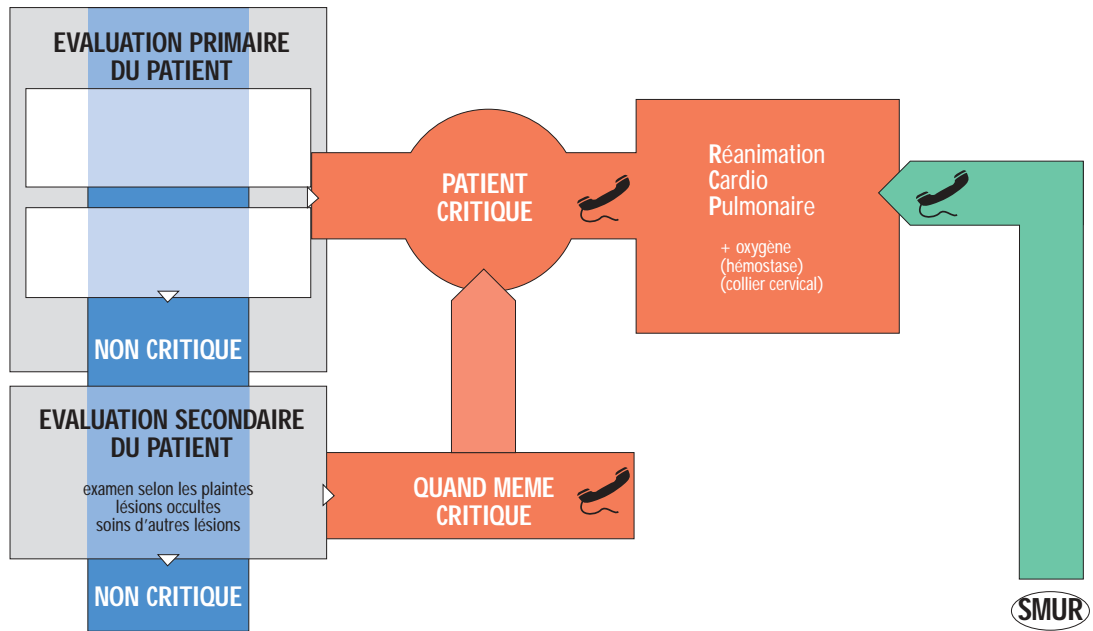 EVALUATION PRIMAIRE
DU PATIENT
NON CRITIQUE
PATIENT
CRITIQUE
Réanimation
Cardio
Pulmonaire
+ oxygène
(hémostase)
(collier cervical)
EVALUATION SECONDAIRE
DU PATIENT
examen selon les plaintes
lésions occultes
soins d'autres lésions
QUAND MEME
CRITIQUE
NON CRITIQUE
SMUR